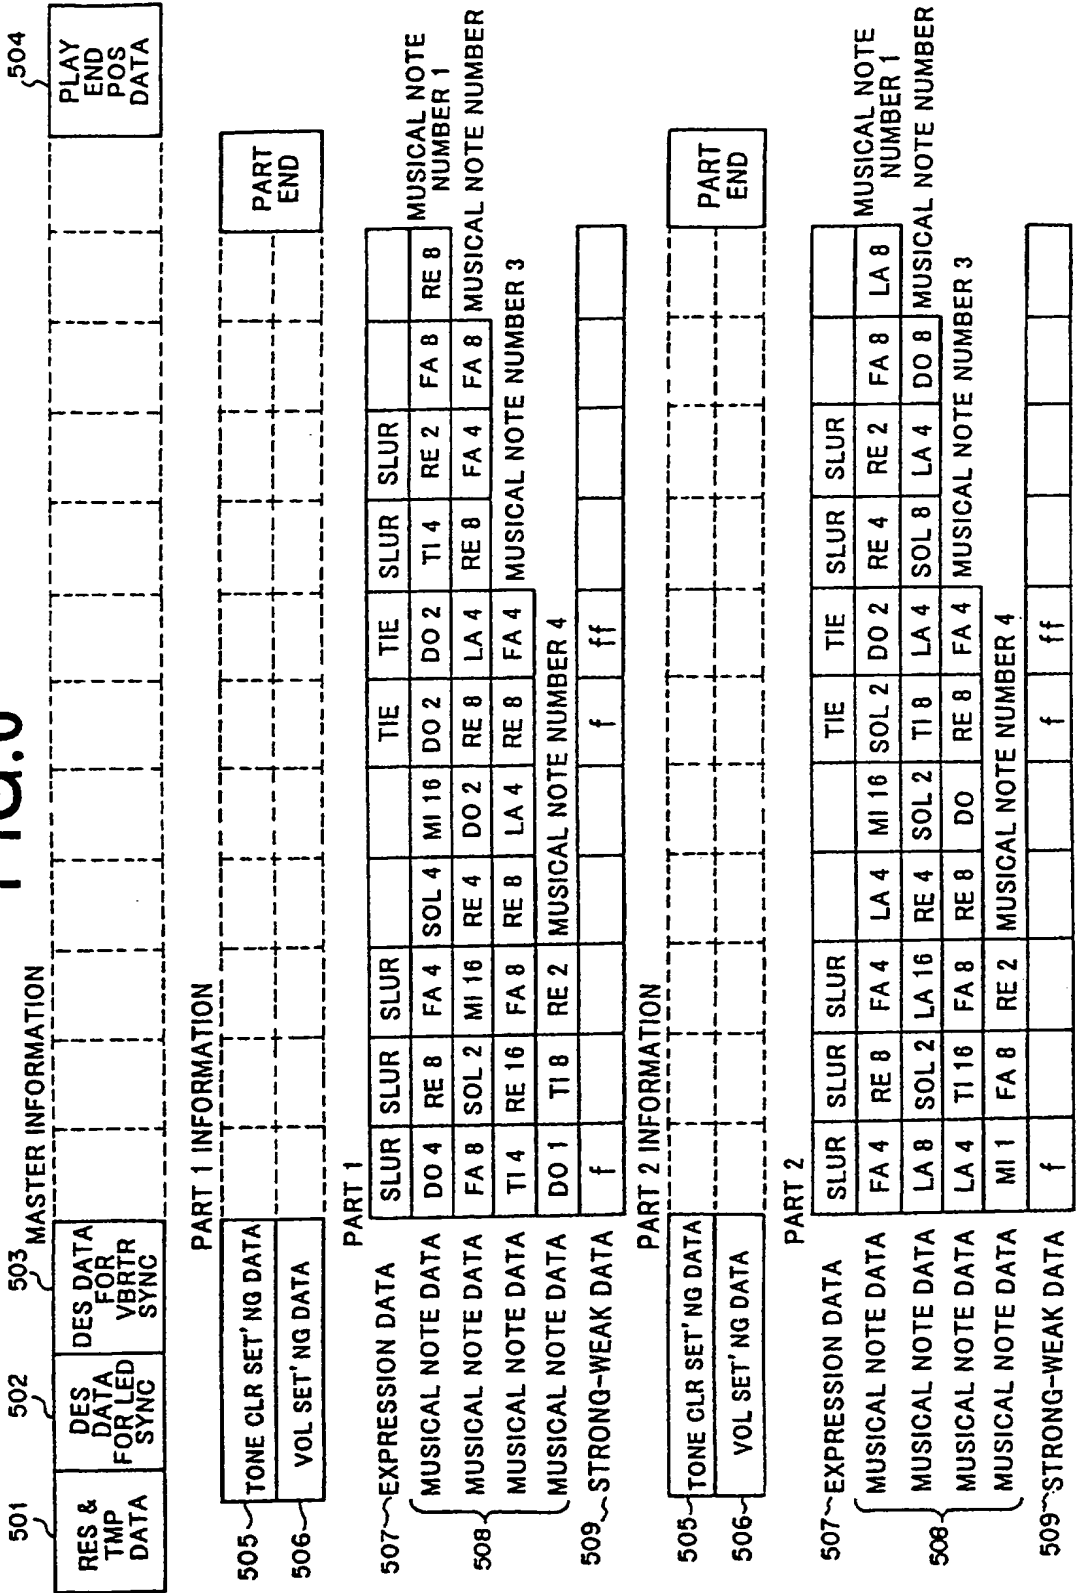 FIG.6
501
502
503
504
MASTER INFORMATION
RES & TMP DATA
DES DATA FOR LED SYNC
DES DATA FOR VBRTR SYNC
PLAY END POS DATA
PART 1 INFORMATION
505 TONE CLR SET'NG DATA
506 VOL SET'NG DATA
PART END
PART 1
507 EXPRESSION DATA SLUR SLUR SLUR TIE TIE SLUR SLUR
MUSICAL NOTE DATA DO 4 RE 8 FA 4 SOL 4 MI 16 DO 2 DO 2 TI 4 RE 2 FA 8 RE 8 MUSICAL NOTE NUMBER 1
508 MUSICAL NOTE DATA FA 8 SOL 2 MI 16 RE 4 DO 2 RE 8 LA 4 RE 8 FA 4 FA 8 MUSICAL NOTE NUMBER
MUSICAL NOTE DATA TI 4 RE 16 FA 8 RE 8 LA 4 RE 8 FA 4 MUSICAL NOTE NUMBER 3
MUSICAL NOTE DATA DO 1 TI 8 RE 2 MUSICAL NOTE NUMBER 4
509 STRONG-WEAK DATA f f ff
PART 2 INFORMATION
505 TONE CLR SET'NG DATA
506 VOL SET'NG DATA
PART END
PART 2
507 EXPRESSION DATA SLUR SLUR SLUR TIE TIE SLUR SLUR
MUSICAL NOTE DATA FA 4 RE 8 FA 4 LA 4 MI 16 SOL 2 DO 2 RE 4 RE 2 FA 8 LA 8 MUSICAL NOTE NUMBER 1
508 MUSICAL NOTE DATA LA 8 SOL 2 LA 16 RE 4 SOL 2 TI 8 LA 4 SOL 8 LA 4 DO 8 MUSICAL NOTE NUMBER
MUSICAL NOTE DATA LA 4 TI 16 FA 8 RE 8 DO RE 8 FA 4 MUSICAL NOTE NUMBER 3
MUSICAL NOTE DATA MI 1 FA 8 RE 2 MUSICAL NOTE NUMBER 4
509 STRONG-WEAK DATA f f ff